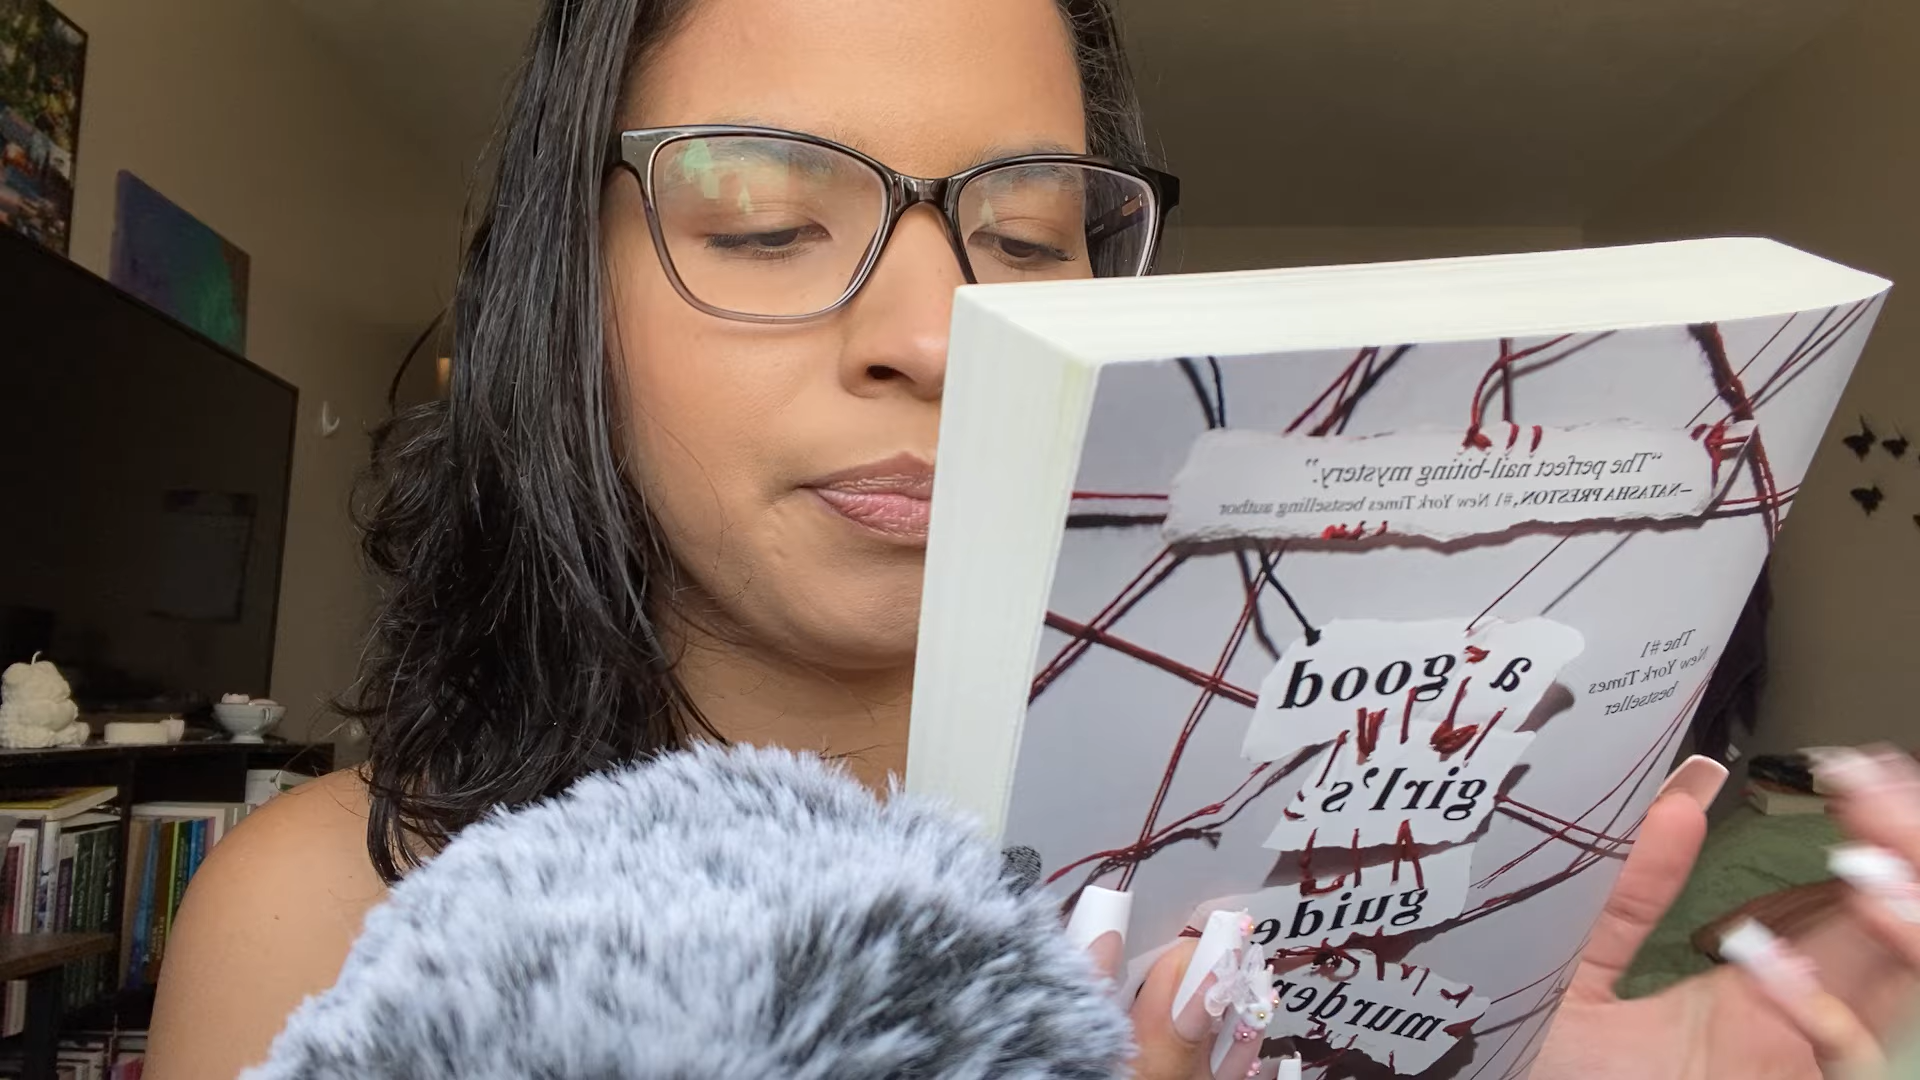 “The perfect nail-biting mystery.”
—NATASHA PRESTON, #1 New York Times bestselling author
The #1
New York Times
bestseller
a good
girl's
guide
murder